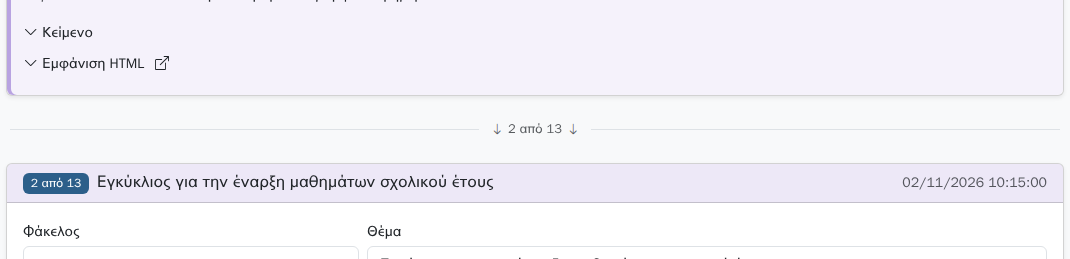 Κείμενο
Εμφάνιση HTML
↓ 2 από 13 ↓
2 από 13 Εγκύκλιος για την έναρξη μαθημάτων σχολικού έτους 02/11/2026 10:15:00
Φάκελος Θέμα